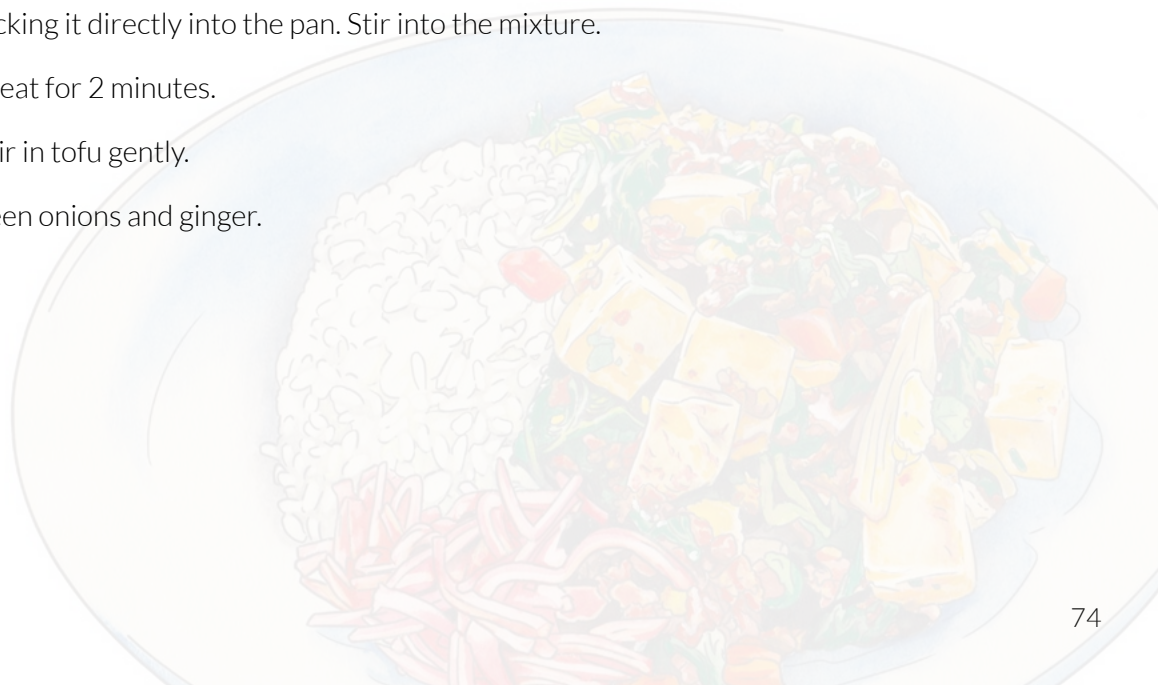 cking it directly into the pan. Stir into the mixture.
eat for 2 minutes.
ir in tofu gently.
een onions and ginger.
74